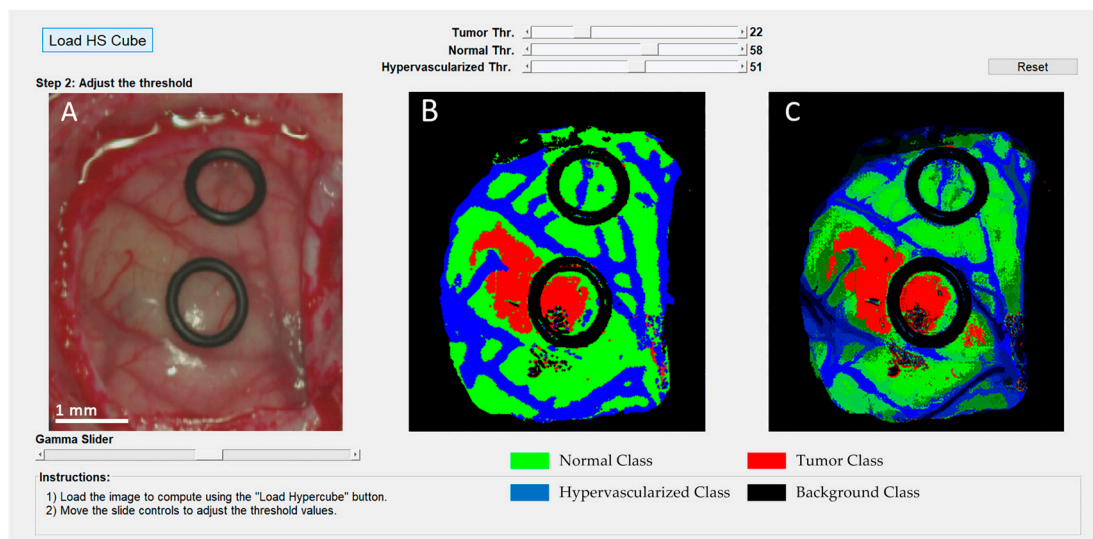 Load HS Cube
Tumor Thr. 22
Normal Thr. 58
Hypervascularized Thr. 51
Reset
Step 2: Adjust the threshold
A
B
C
1 mm
Gamma Slider
Normal Class
Tumor Class
Hypervascularized Class
Background Class
Instructions:
1) Load the image to compute using the "Load Hypercube" button.
2) Move the slide controls to adjust the threshold values.